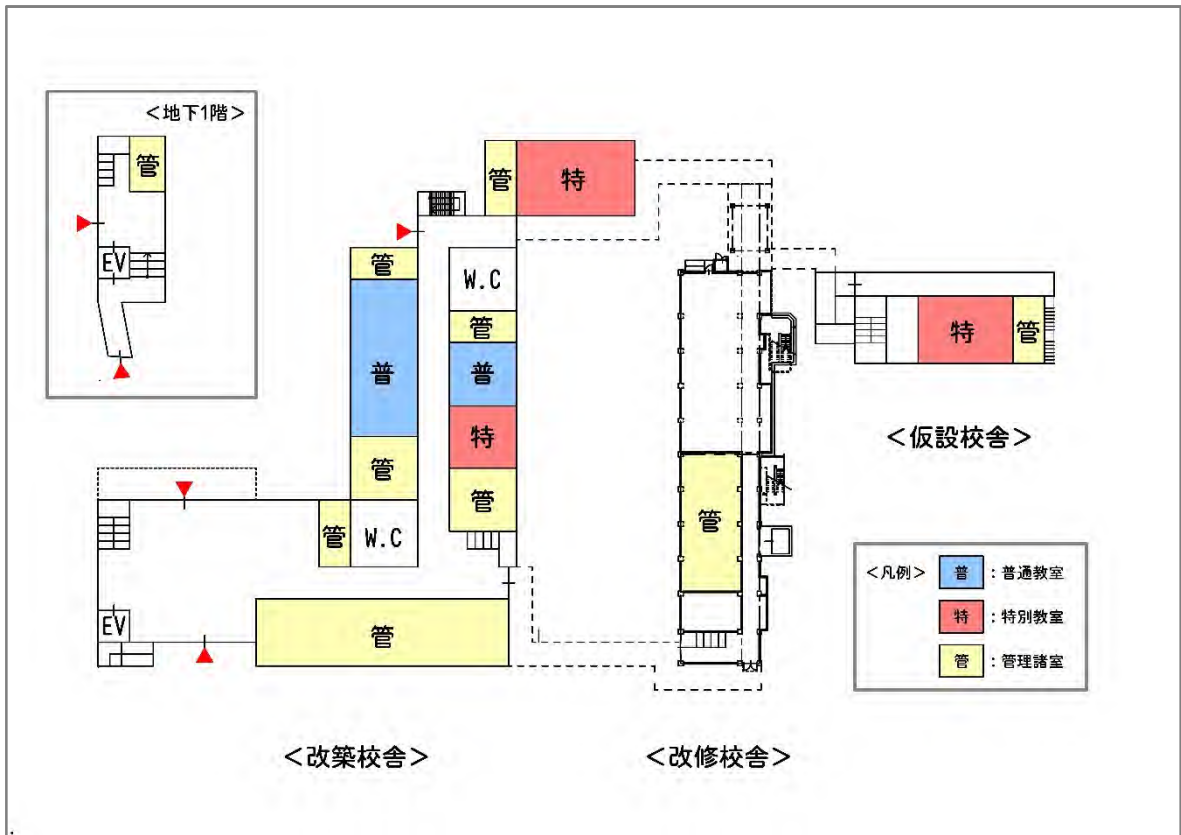 <地下1階>
管
EV
管
特
管
W.C
管
普
普
特
管
管
管
W.C
EV
管
管
特
管
<仮設校舎>
<凡例>
普
：普通教室
特
：特別教室
管
：管理諸室
<改築校舎>
<改修校舎>